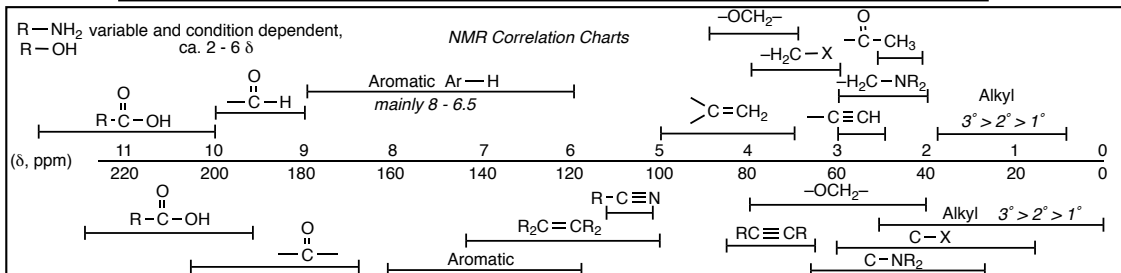 R–NH₂ variable and condition dependent,
R–OH ca. 2 - 6 δ
NMR Correlation Charts
–OCH₂–
O
–C–CH₃
–H₂C–X
–H₂C–NR₂
Aromatic Ar–H
mainly 8 - 6.5
O
–C–H
O
R–C–OH
C=CH₂
–C≡CH
Alkyl
3° > 2° > 1°
(δ, ppm)
11 10 9 8 7 6 5 4 3 2 1 0
220 200 180 160 140 120 100 80 60 40 20 0
O
R–C–OH
O
–C–
Aromatic
R₂C=CR₂
R–C≡N
RC≡CR
–OCH₂–
Alkyl 3° > 2° > 1°
C–X
C–NR₂